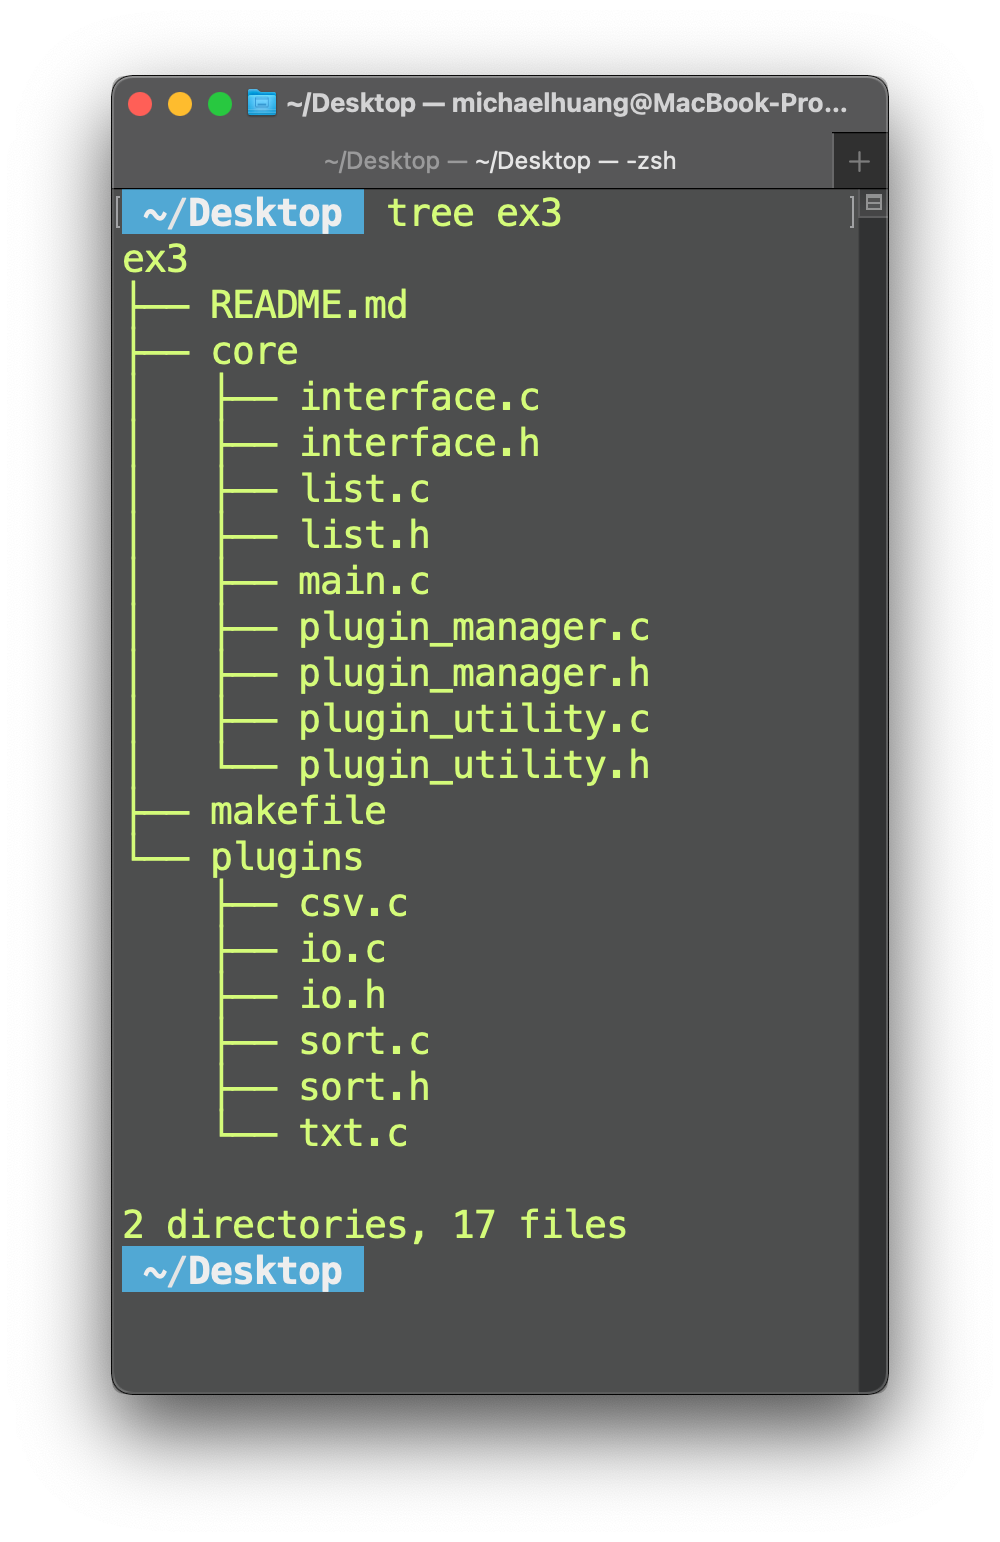 ~/Desktop — michaelhuang@MacBook-Pro...
~/Desktop — ~/Desktop — -zsh +
[ ~/Desktop tree ex3 ]
ex3
├── README.md
├── core
│   ├── interface.c
│   ├── interface.h
│   ├── list.c
│   ├── list.h
│   ├── main.c
│   ├── plugin_manager.c
│   ├── plugin_manager.h
│   ├── plugin_utility.c
│   └── plugin_utility.h
├── makefile
└── plugins
    ├── csv.c
    ├── io.c
    ├── io.h
    ├── sort.c
    ├── sort.h
    └── txt.c
2 directories, 17 files
~/Desktop